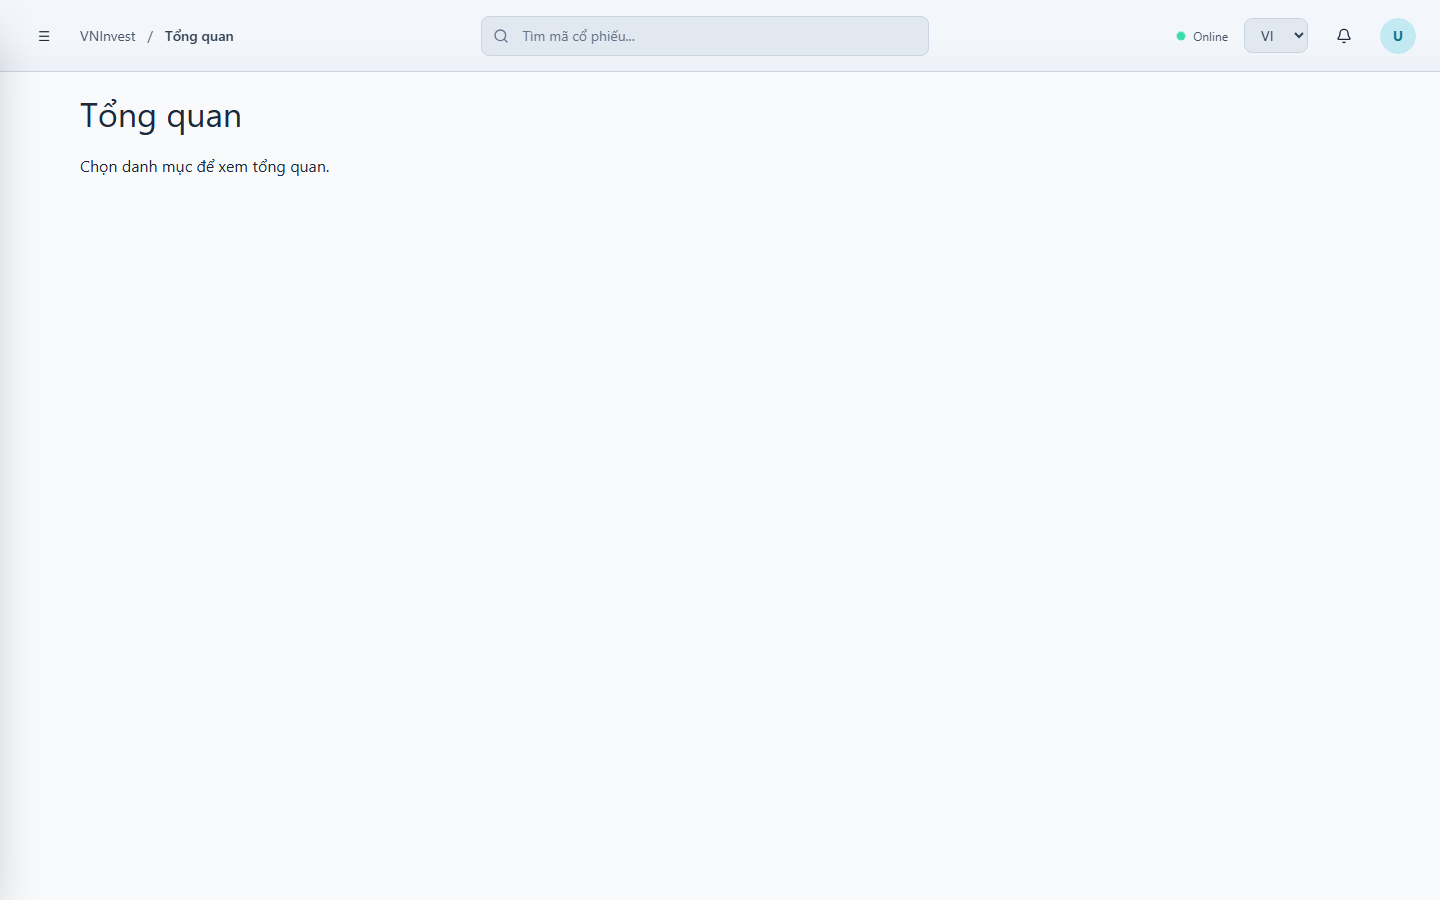 VNInvest / Tổng quan
Tìm mã cổ phiếu...
Online
VI
U
Tổng quan
Chọn danh mục để xem tổng quan.